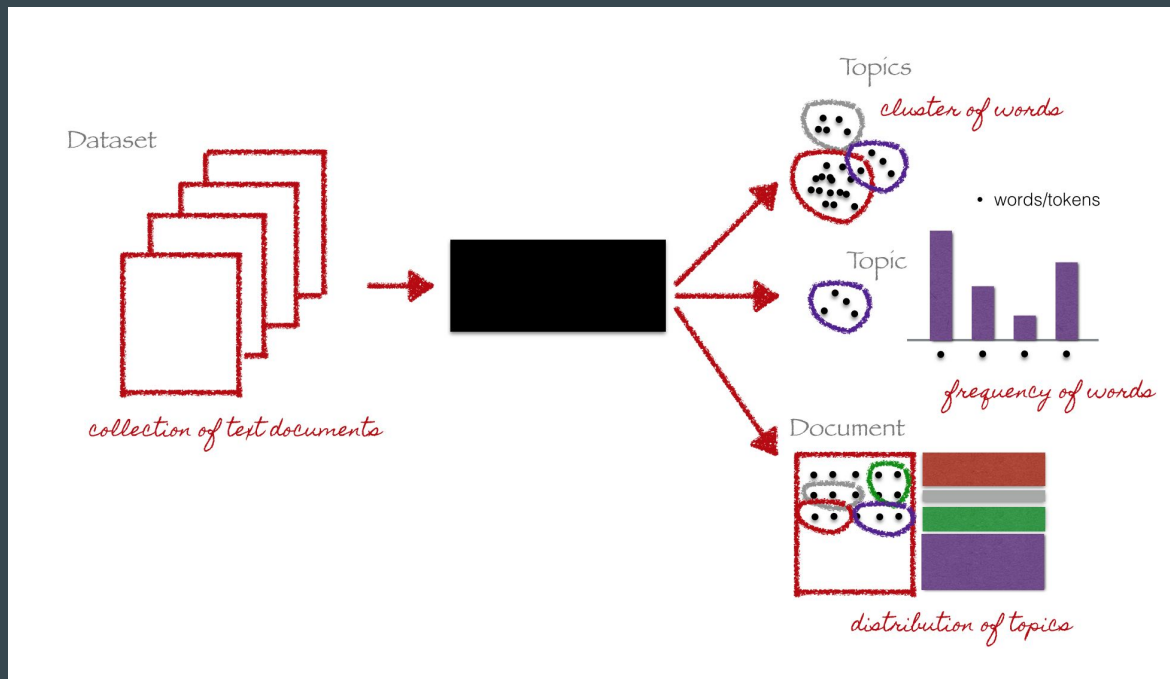 Dataset
collection of text documents
Topics
cluster of words
• words/tokens
Topic
frequency of words
Document
distribution of topics